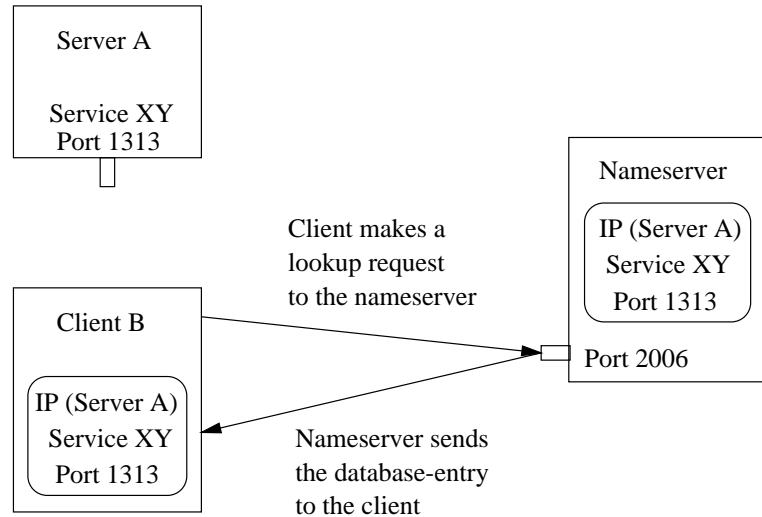 Server A
Service XY
Port 1313
Nameserver
IP (Server A)
Service XY
Port 1313
Port 2006
Client makes a
lookup request
to the nameserver
Client B
IP (Server A)
Service XY
Port 1313
Nameserver sends
the database-entry
to the client